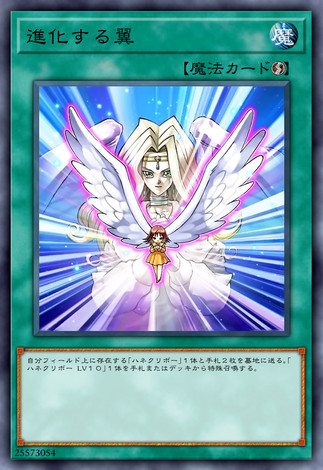 進化する翼
魔
【魔法カード】
自分フィールド上に存在する「ハネクリボー」１体と手札２枚を墓地に送る。「
ハネクリボー LV１０」１体を手札またはデッキから特殊召喚する。
25573054